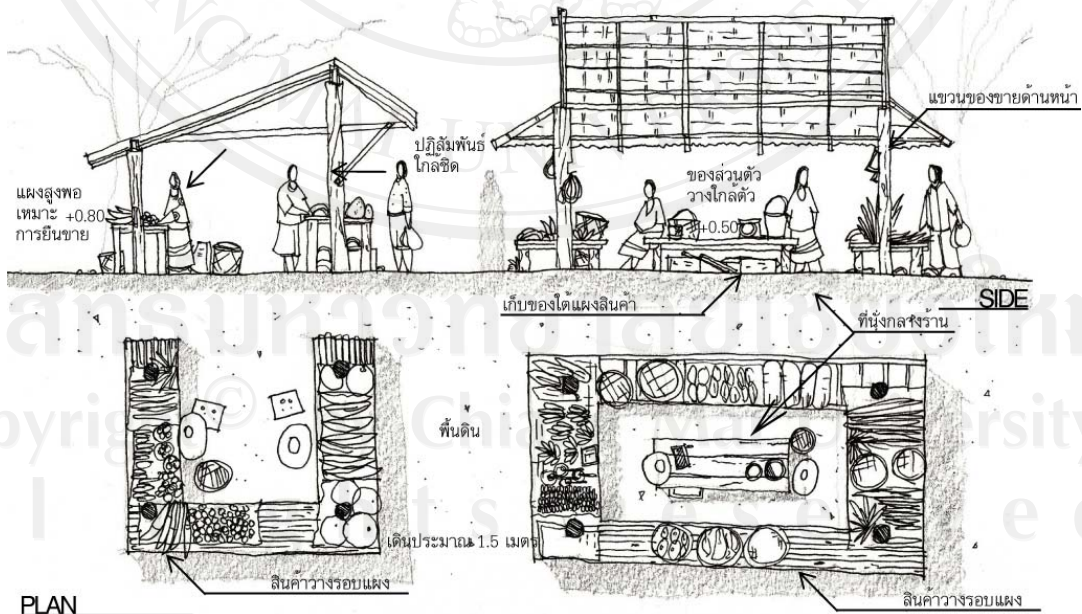 แขวนของขายด้านหน้า
ปฏิสัมพันธ์
ใกล้ชิด
ของส่วนตัว
วางใกล้ตัว
+0.50
แผงสูงพอ
เหมาะ +0.80
การยืนขาย
เก็บของใต้แผงสินค้า
SIDE
ที่นั่งกลางร้าน
พื้นดิน
เดินประมาณ 1.5 เมตร
สินค้าวางรอบแผง
สินค้าวางรอบแผง
PLAN